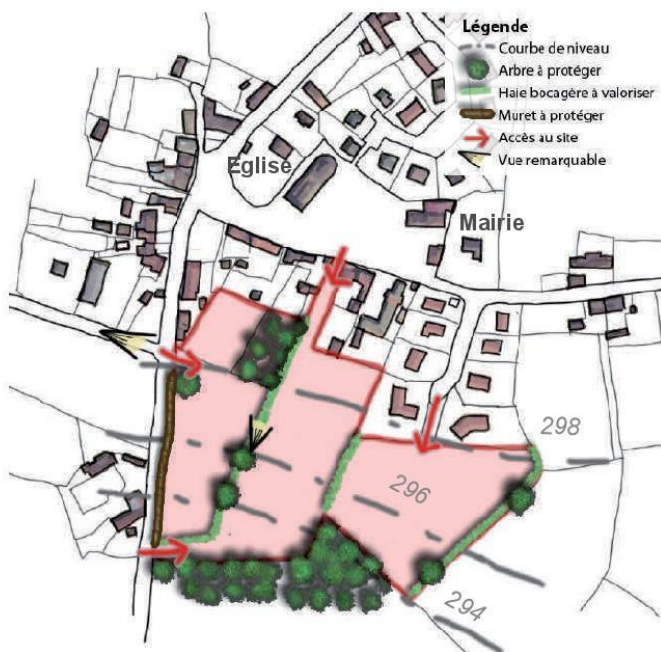 Légende
Courbe de niveau
Arbre à protéger
Haie bocagère à valoriser
Muret à protéger
Accès au site
Vue remarquable
Eglise
Mairie
298
296
294